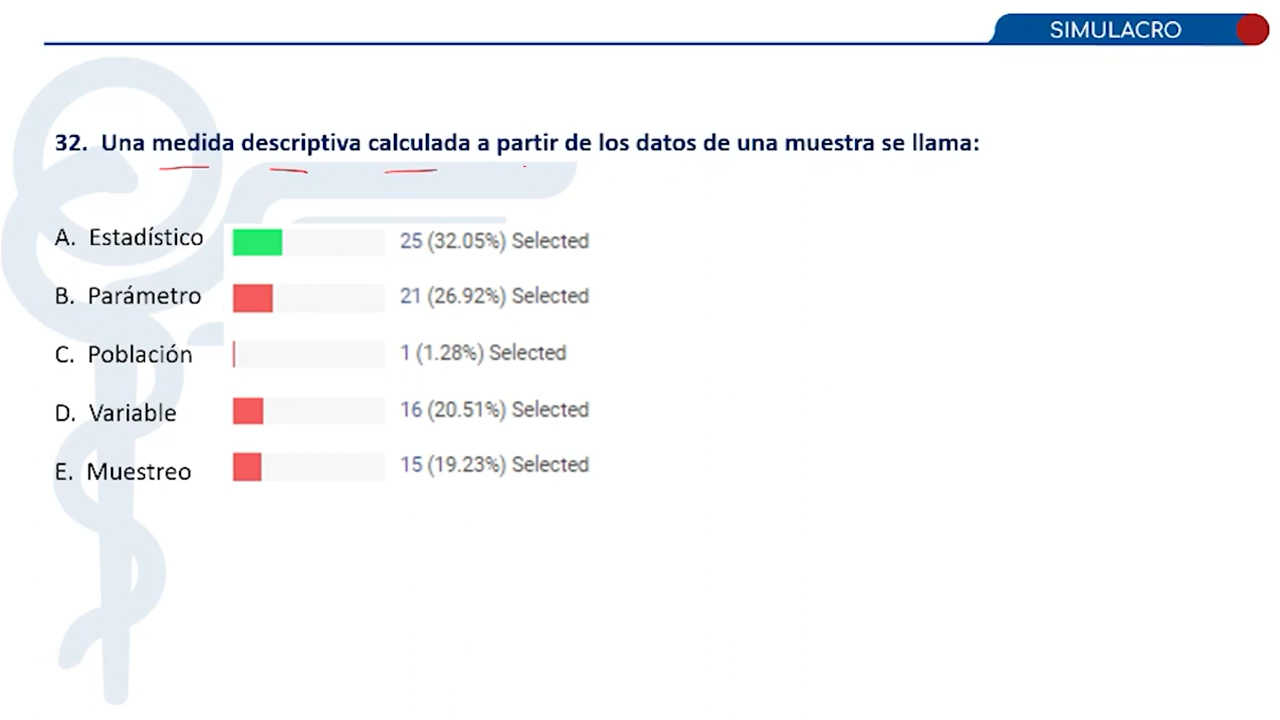 SIMULACRO
32. Una medida descriptiva calculada a partir de los datos de una muestra se llama:
A. Estadístico 25 (32.05%) Selected
B. Parámetro 21 (26.92%) Selected
C. Población 1 (1.28%) Selected
D. Variable 16 (20.51%) Selected
E. Muestreo 15 (19.23%) Selected